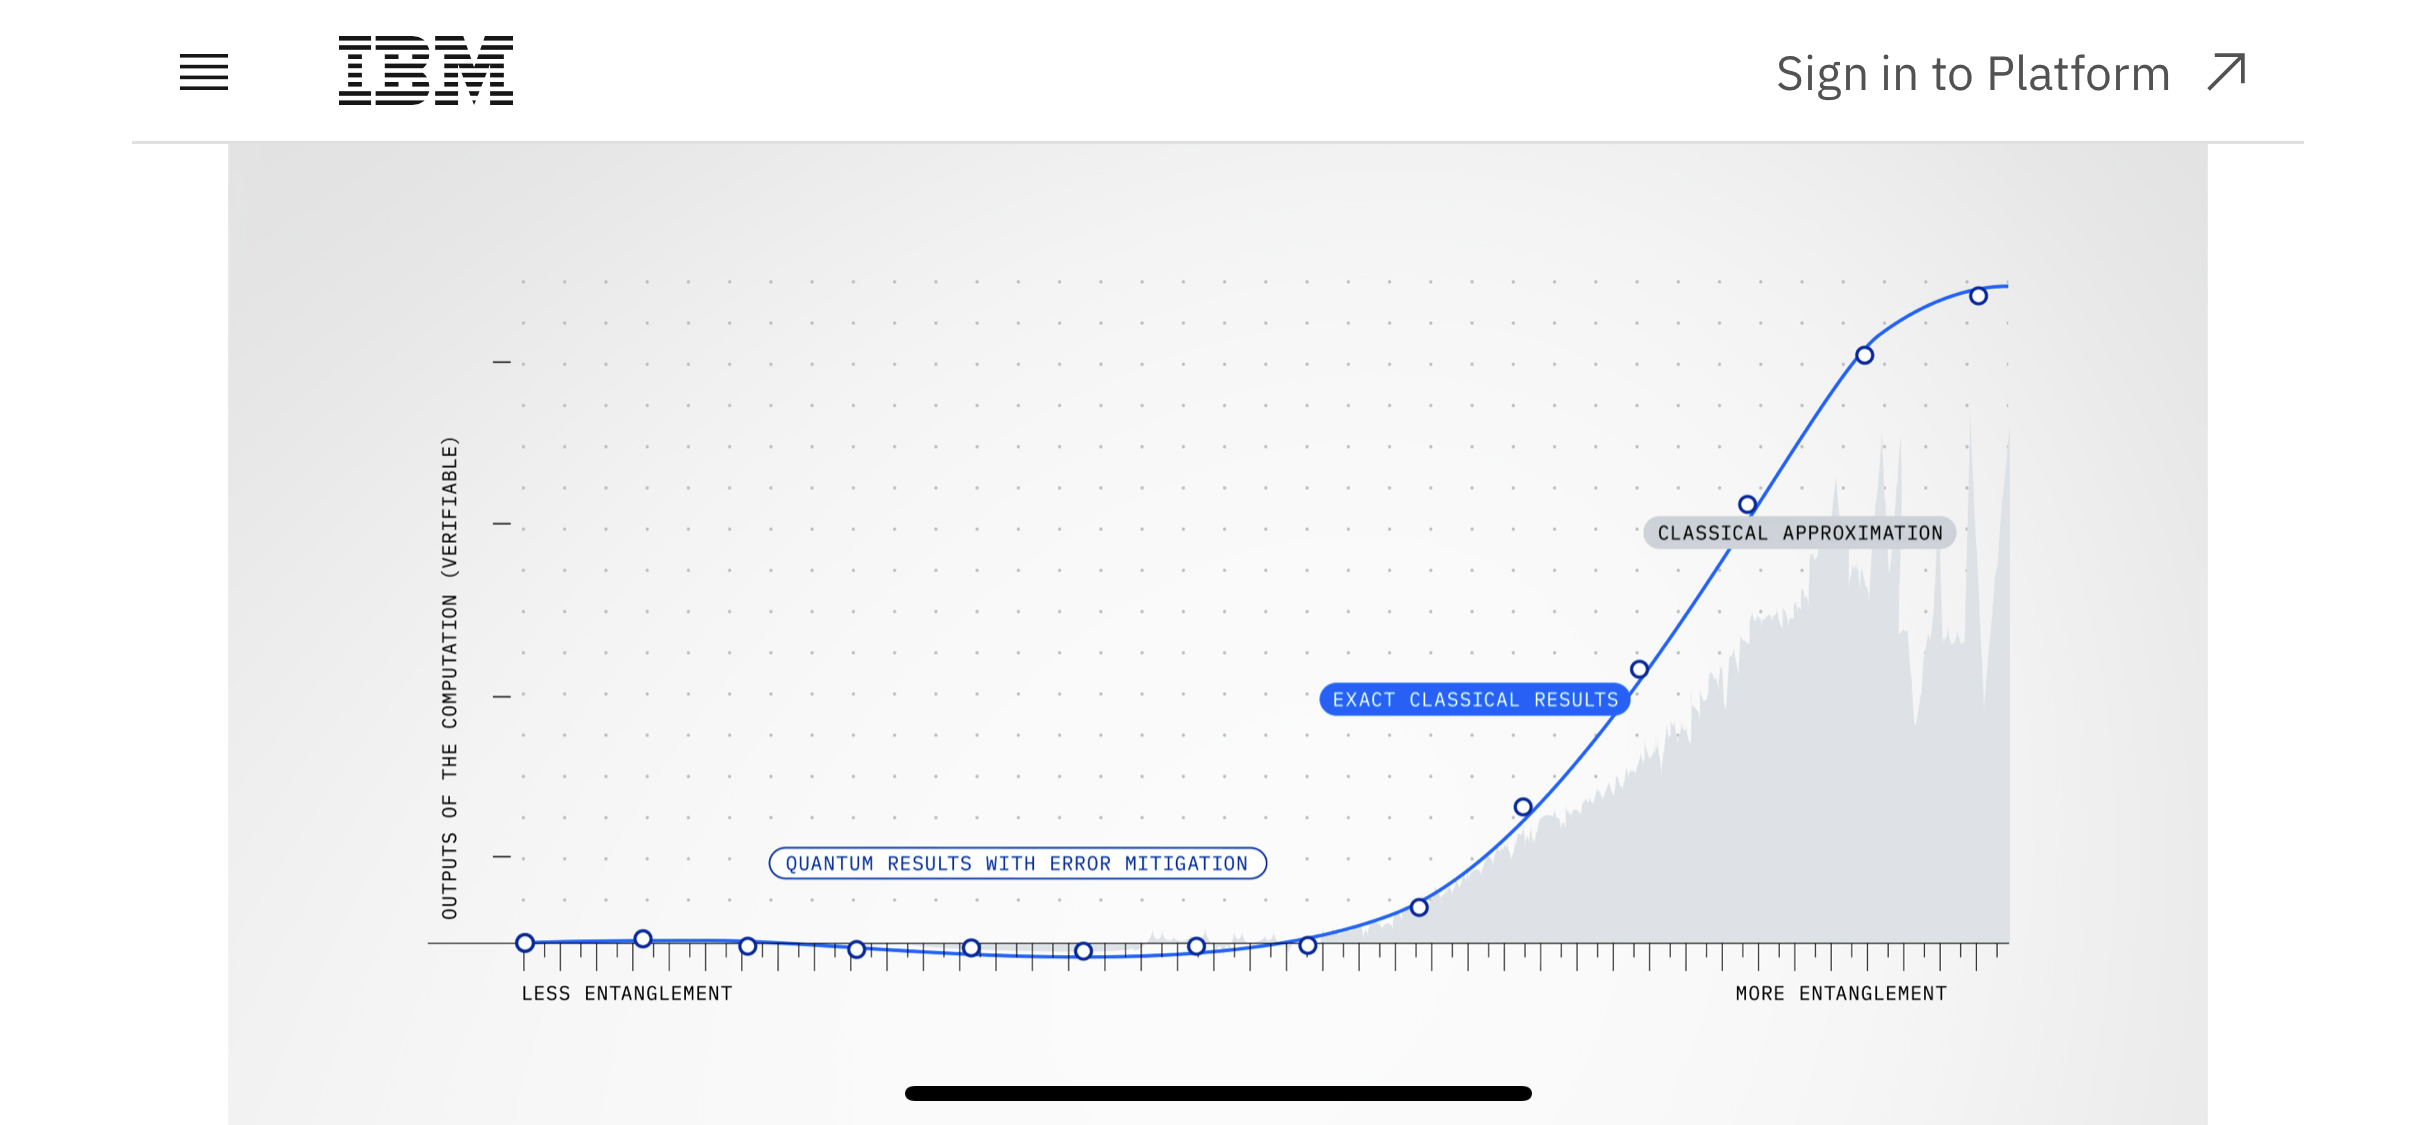 IBM
Sign in to Platform
OUTPUTS OF THE COMPUTATION (VERIFIABLE)
CLASSICAL APPROXIMATION
EXACT CLASSICAL RESULTS
QUANTUM RESULTS WITH ERROR MITIGATION
LESS ENTANGLEMENT
MORE ENTANGLEMENT